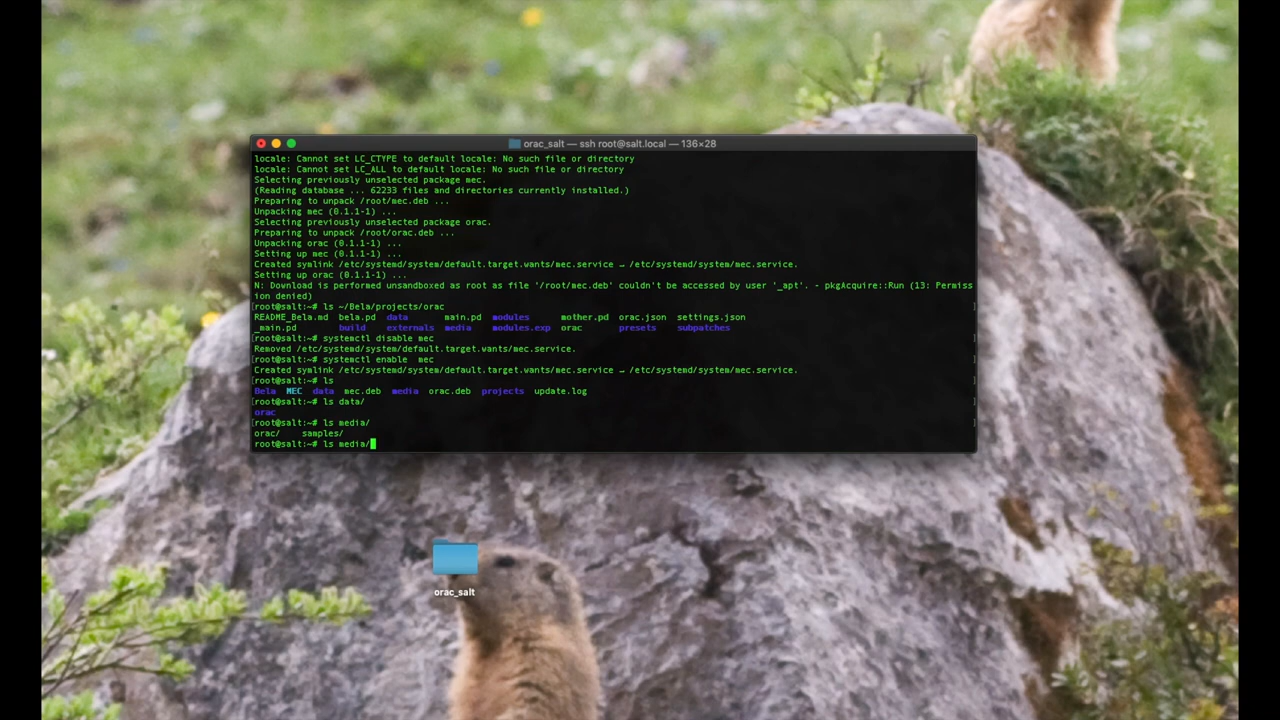 orac_salt — ssh root@salt.local — 136×28
locale: Cannot set LC_CTYPE to default locale: No such file or directory
locale: Cannot set LC_ALL to default locale: No such file or directory
Selecting previously unselected package mec.
(Reading database ... 62233 files and directories currently installed.)
Preparing to unpack /root/mec.deb ...
Unpacking mec (0.1.1-1) ...
Selecting previously unselected package orac.
Preparing to unpack /root/orac.deb ...
Unpacking orac (0.1.1-1) ...
Setting up mec (0.1.1-1) ...
Created symlink /etc/systemd/system/default.target.wants/mec.service → /etc/systemd/system/mec.service.
Setting up orac (0.1.1-1) ...
N: Download is performed unsandboxed as root as file '/root/mec.deb' couldn't be accessed by user '_apt'. - pkgAcquire::Run (13: Permiss
ion denied)
[root@salt:~# ls ~/Bela/projects/orac ]
README_Bela.md bela.pd data main.pd modules mother.pd orac.json settings.json
_main.pd build externals media modules.exp orac presets subpatches
[root@salt:~# systemctl disable mec ]
Removed /etc/systemd/system/default.target.wants/mec.service.
[root@salt:~# systemctl enable  mec ]
Created symlink /etc/systemd/system/default.target.wants/mec.service → /etc/systemd/system/mec.service.
[root@salt:~# ls ]
Bela MEC data mec.deb media orac.deb projects update.log
[root@salt:~# ls data/ ]
orac
[root@salt:~# ls media/ ]
orac/ samples/
root@salt:~# ls media/
orac_salt